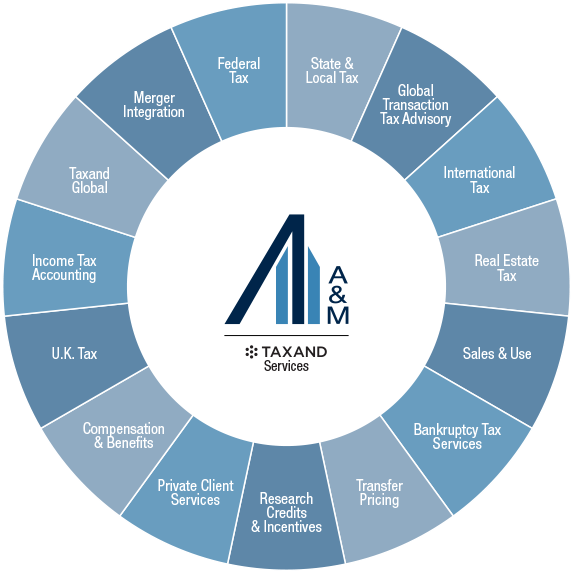 Federal
Tax
State &
Local Tax
Global
Transaction
Tax Advisory
International
Tax
Real Estate
Tax
Sales & Use
Bankruptcy Tax
Services
Transfer
Pricing
Research
Credits
& Incentives
Private Client
Services
Compensation
& Benefits
U.K. Tax
Income Tax
Accounting
Taxand
Global
Merger
Integration
A
&
M
TAXAND
Services